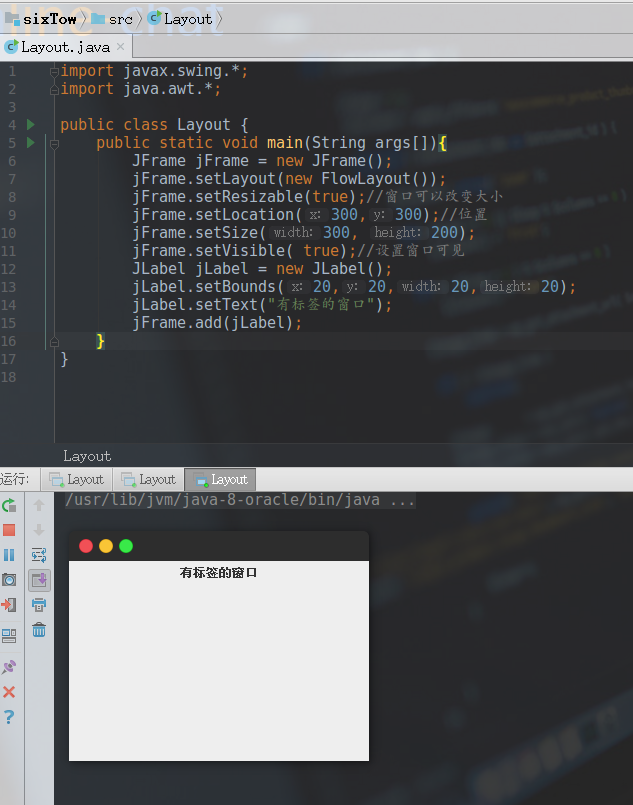 sixTow src Layout
Layout.java ×
1 import javax.swing.*;
2 import java.awt.*;
3
4 public class Layout {
5 public static void main(String args[]){
6 JFrame jFrame = new JFrame();
7 jFrame.setLayout(new FlowLayout());
8 jFrame.setResizable(true);//窗口可以改变大小
9 jFrame.setLocation( x: 300, y: 300);//位置
10 jFrame.setSize( width: 300, height: 200);
11 jFrame.setVisible( true);//设置窗口可见
12 JLabel jLabel = new JLabel();
13 jLabel.setBounds( x: 20, y: 20, width: 20, height: 20);
14 jLabel.setText("有标签的窗口");
15 jFrame.add(jLabel);
16 }
17 }
18
Layout
运行: Layout Layout Layout
/usr/lib/jvm/java-8-oracle/bin/java ...
有标签的窗口